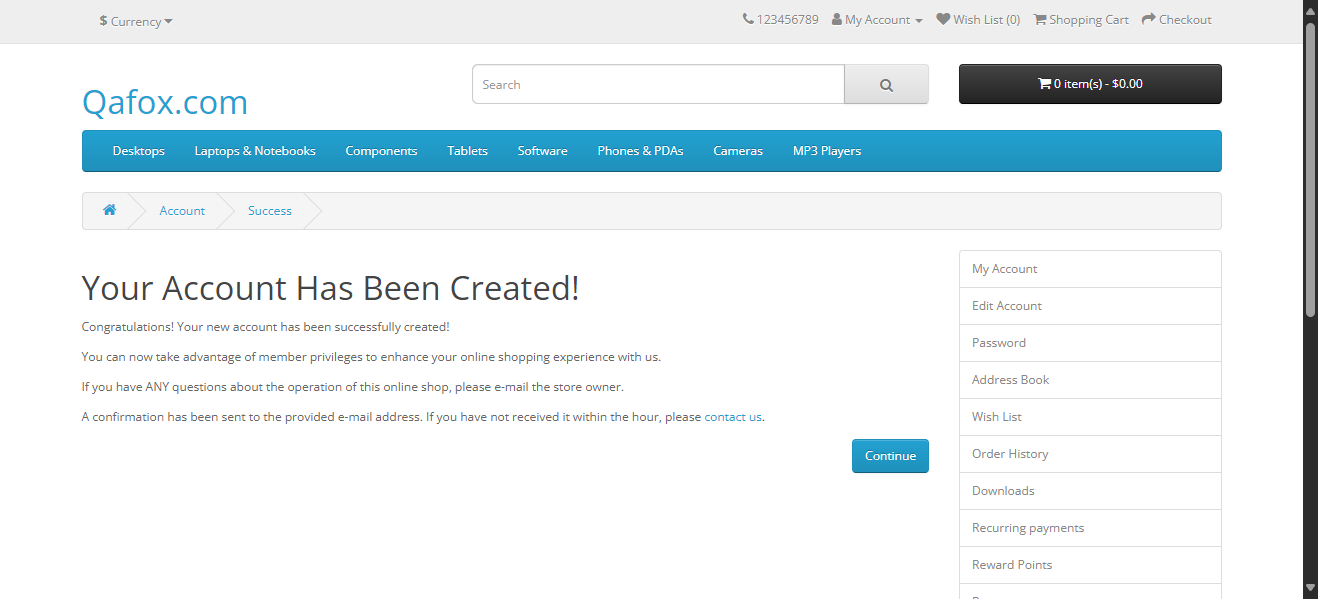 $ Currency
123456789 My Account Wish List (0) Shopping Cart Checkout
Qafox.com
Search
0 item(s) - $0.00
Desktops Laptops & Notebooks Components Tablets Software Phones & PDAs Cameras MP3 Players
Account Success
Your Account Has Been Created!
Congratulations! Your new account has been successfully created!
You can now take advantage of member privileges to enhance your online shopping experience with us.
If you have ANY questions about the operation of this online shop, please e-mail the store owner.
A confirmation has been sent to the provided e-mail address. If you have not received it within the hour, please contact us.
Continue
My Account
Edit Account
Password
Address Book
Wish List
Order History
Downloads
Recurring payments
Reward Points